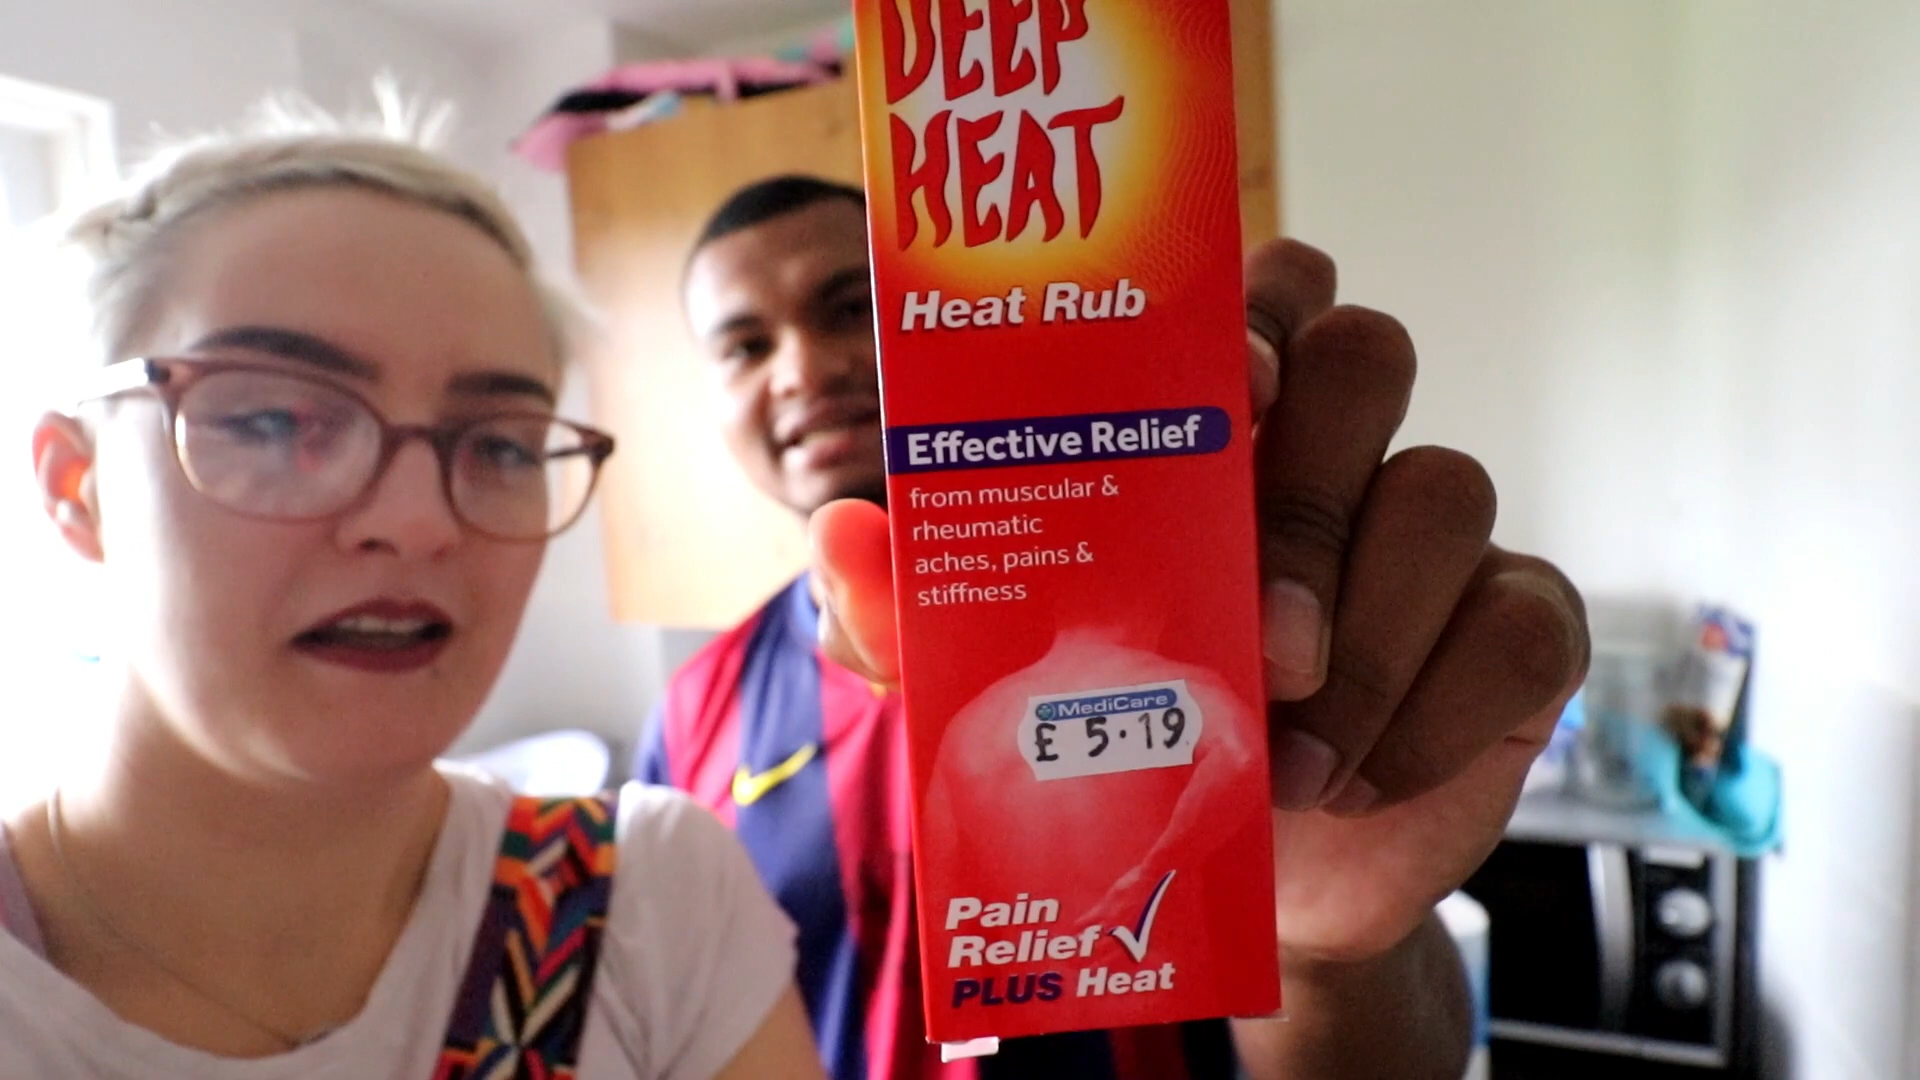 DEEP
HEAT
Heat Rub
Effective Relief
from muscular &
rheumatic
aches, pains &
stiffness
MediCare
£ 5.19
Pain
Relief
PLUS Heat